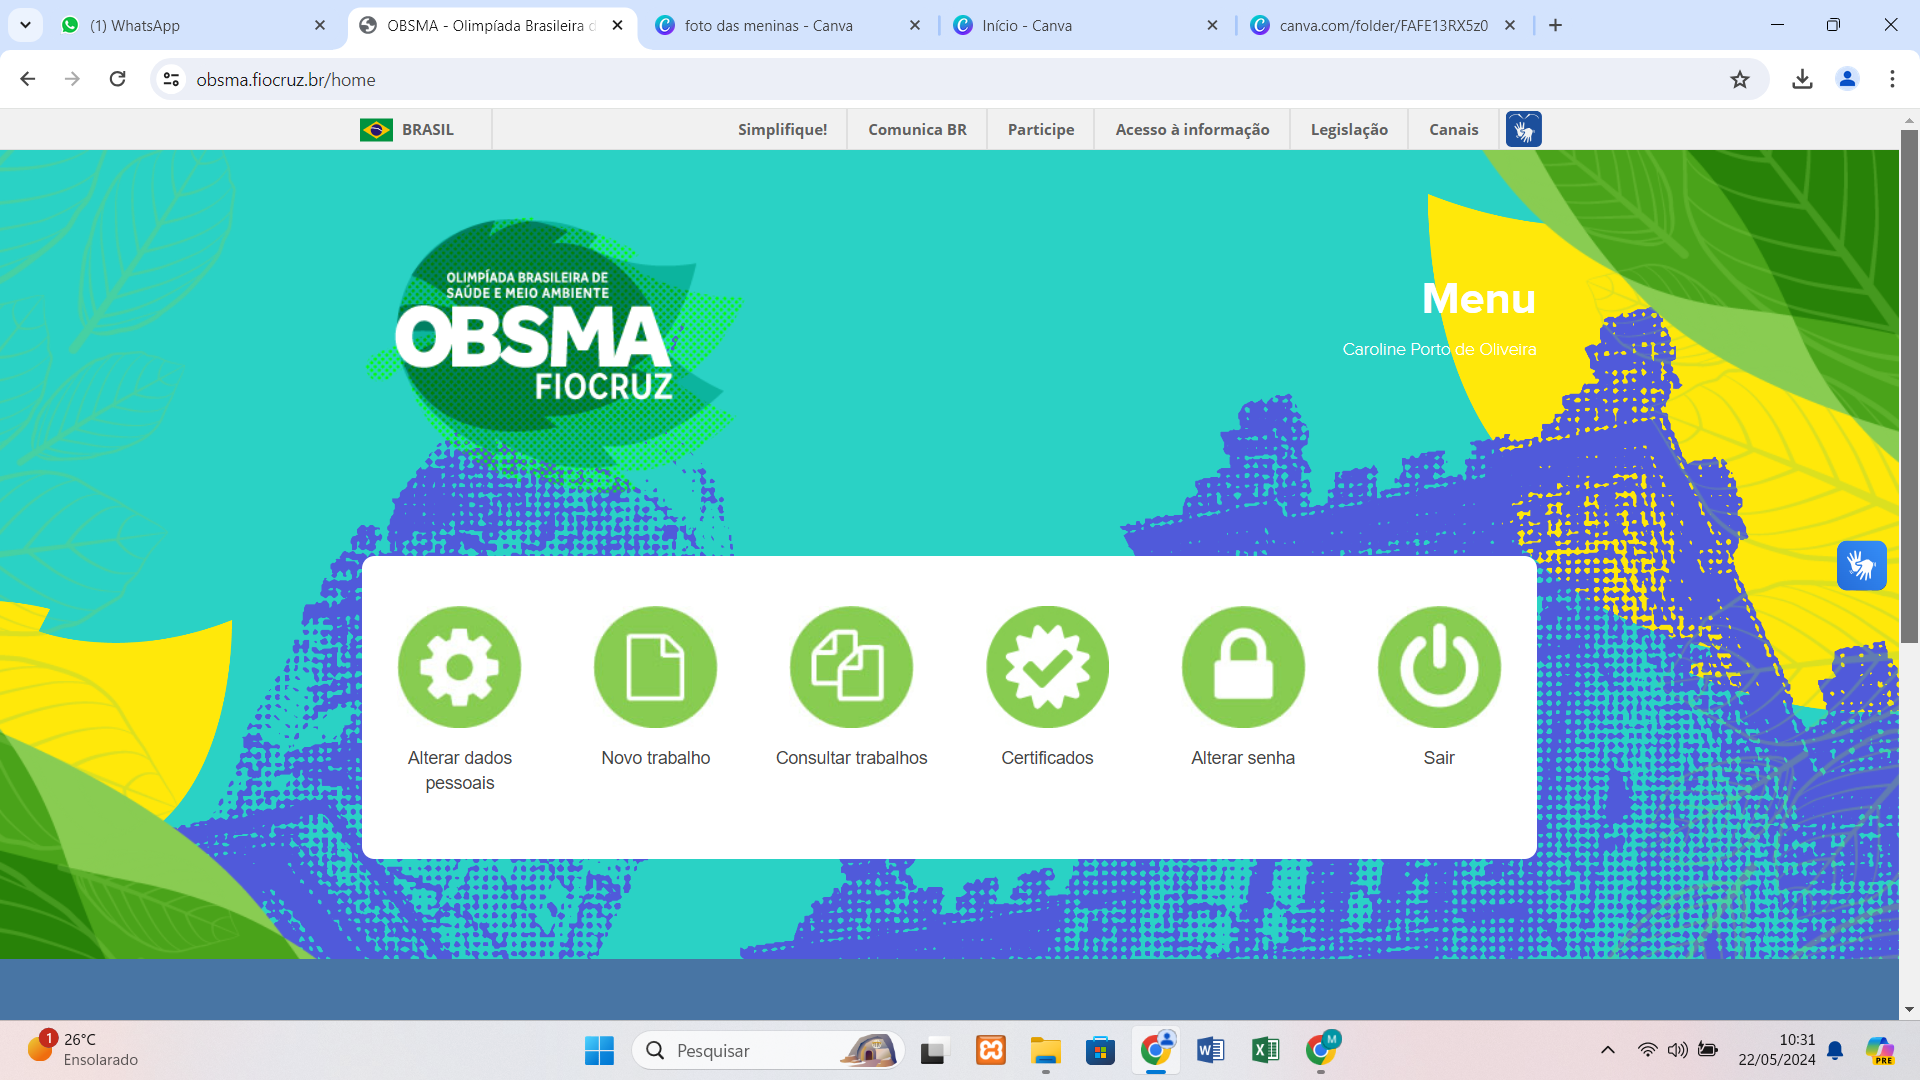 (1) WhatsApp
OBSMA - Olimpíada Brasileira d
foto das meninas - Canva
Início - Canva
canva.com/folder/FAFE13RX5z0
obsma.fiocruz.br/home
BRASIL
Simplifique!
Comunica BR
Participe
Acesso à informação
Legislação
Canais
OLIMPÍADA BRASILEIRA DE
SAÚDE E MEIO AMBIENTE
OBSMA
FIOCRUZ
Menu
Caroline Porto de Oliveira
Alterar dados
pessoais
Novo trabalho
Consultar trabalhos
Certificados
Alterar senha
Sair
1
26°C
Ensolarado
Pesquisar
M
10:31
22/05/2024
PRE